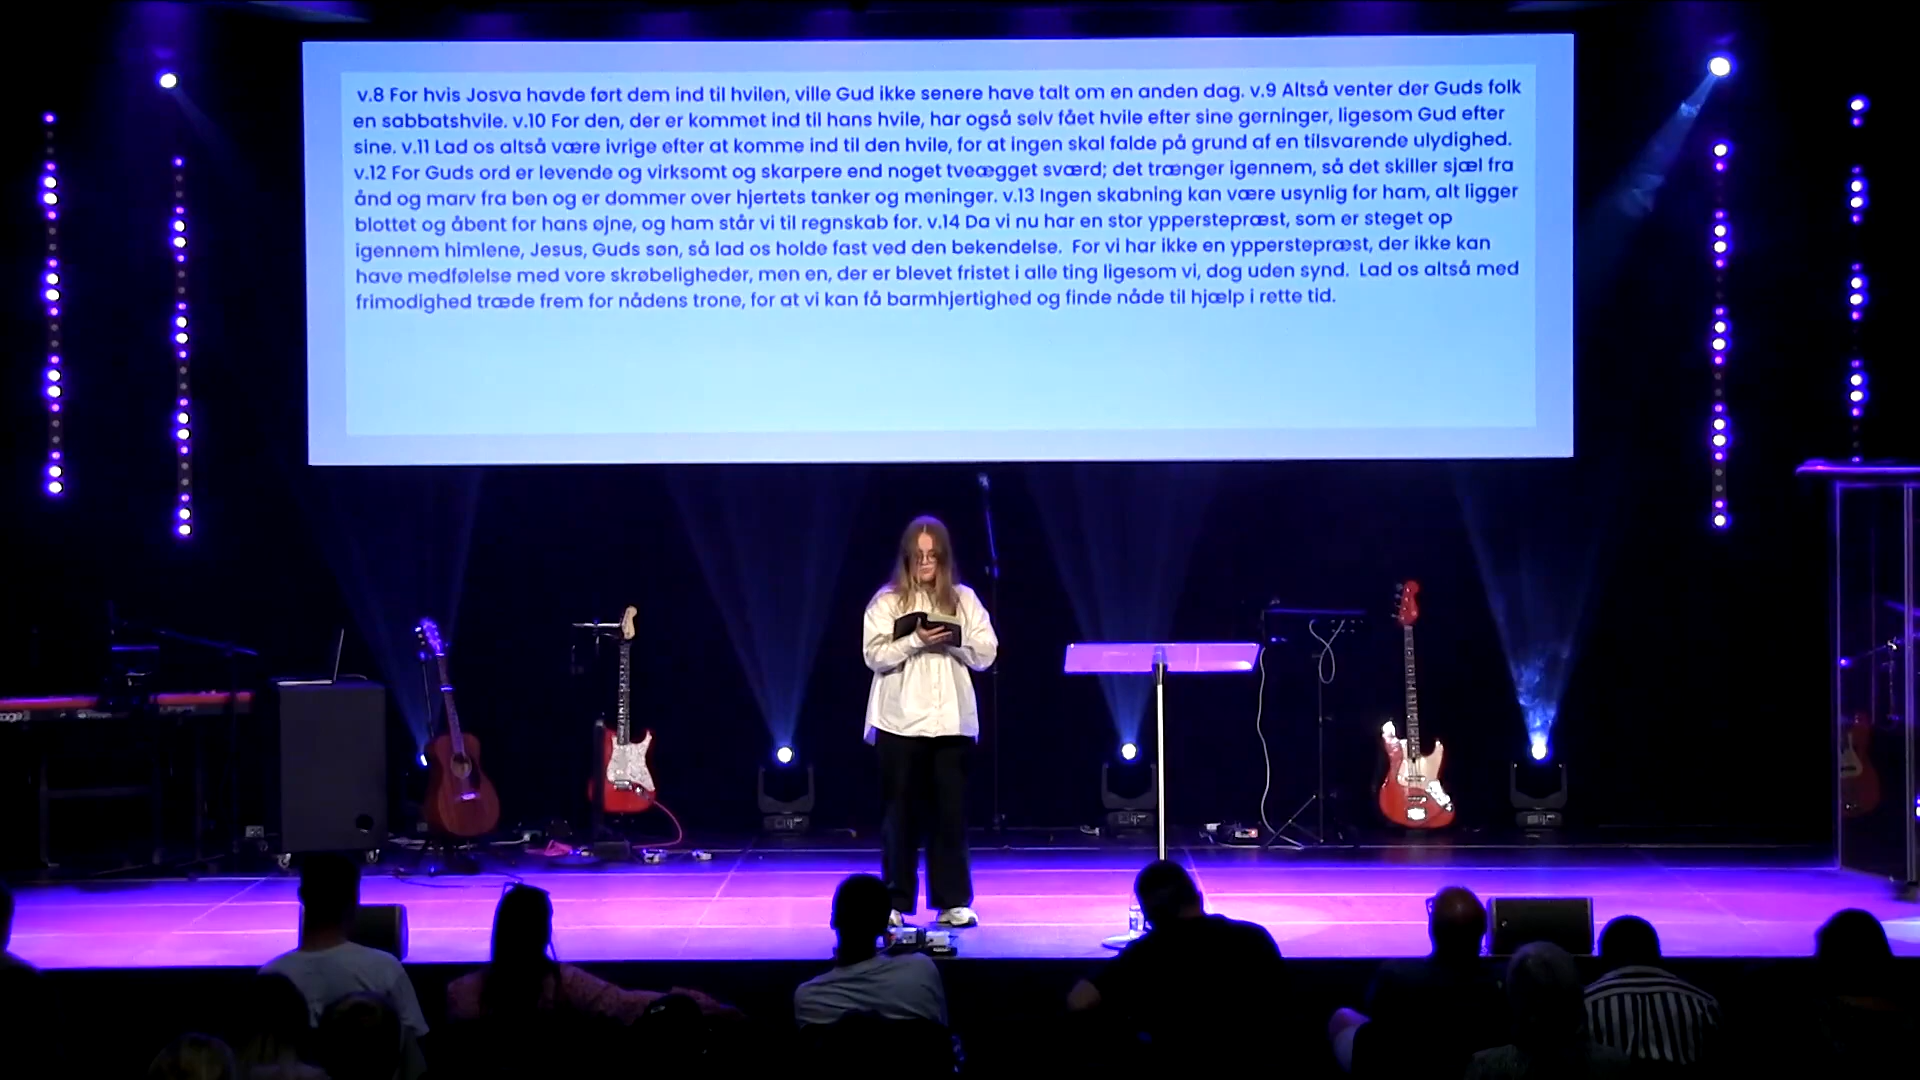 v.8 For hvis Josva havde ført dem ind til hvilen, ville Gud ikke senere have talt om en anden dag. v.9 Altså venter der Guds folk
en sabbatshvile. v.10 For den, der er kommet ind til hans hvile, har også selv fået hvile efter sine gerninger, ligesom Gud efter
sine. v.11 Lad os altså være ivrige efter at komme ind til den hvile, for at ingen skal falde på grund af en tilsvarende ulydighed.
v.12 For Guds ord er levende og virksomt og skarpere end noget tveægget sværd; det trænger igennem, så det skiller sjæl fra
ånd og marv fra ben og er dommer over hjertets tanker og meninger. v.13 Ingen skabning kan være usynlig for ham, alt ligger
blottet og åbent for hans øjne, og ham står vi til regnskab for. v.14 Da vi nu har en stor ypperstepræst, som er steget op
igennem himlene, Jesus, Guds søn, så lad os holde fast ved den bekendelse.  For vi har ikke en ypperstepræst, der ikke kan
have medfølelse med vore skrøbeligheder, men en, der er blevet fristet i alle ting ligesom vi, dog uden synd.  Lad os altså med
frimodighed træde frem for nådens trone, for at vi kan få barmhjertighed og finde nåde til hjælp i rette tid.